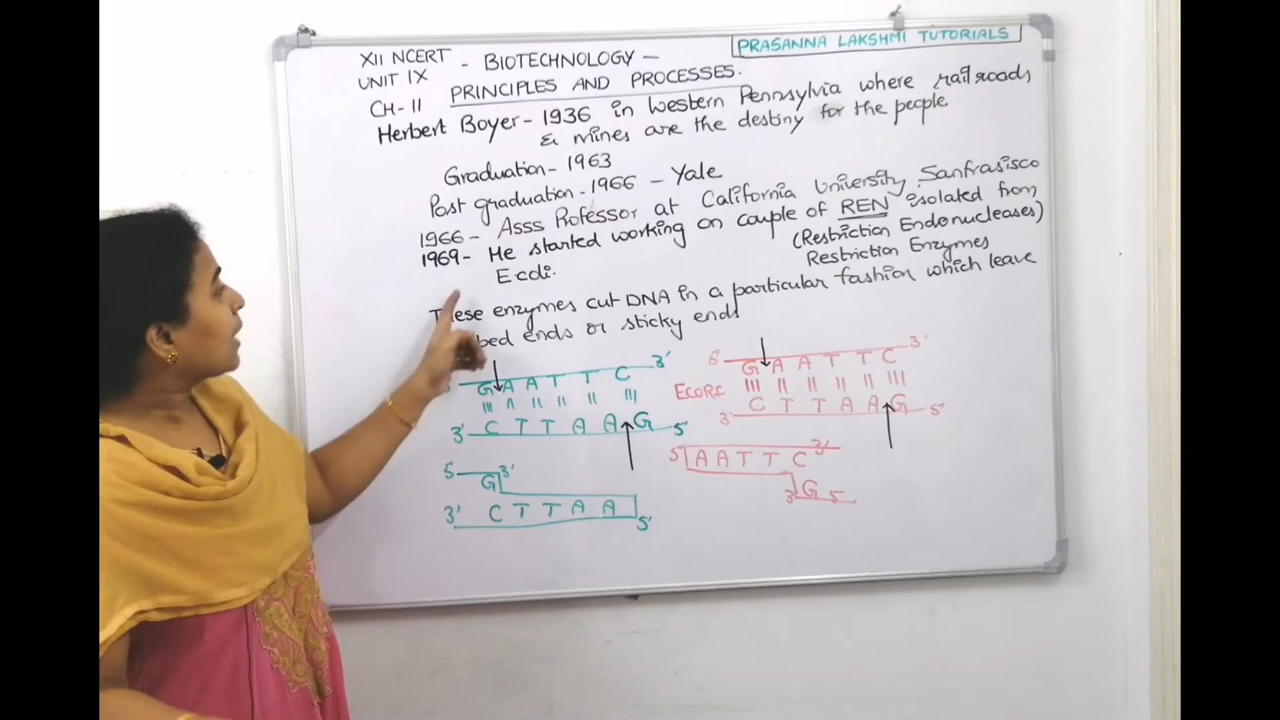 PRASANNA LAKSHMI TUTORIALS
XII NCERT - BIOTECHNOLOGY -
UNIT IX
CH-11 PRINCIPLES AND PROCESSES.
Herbert Boyer - 1936 in western Pennsylvia where railroads
& mines are the destiny for the people
Graduation - 1963
Post graduation - 1966 - Yale
1966 - Asss Professor at California University Sanfrasisco
1969 - He started working on couple of REN isolated from
(Restriction Endonucleases)
E.coli.
Restriction Enzymes
These enzymes cut DNA in a particular fashion which leave
bed ends or sticky ends
G A A T T C 3'
3' C T T A A G 5'
5' G 3'
3' C T T A A 5'
5' G A A T T C 3'
ECORI
3' C T T A A G 5'
5' A A T T C 3'
3' G 5'